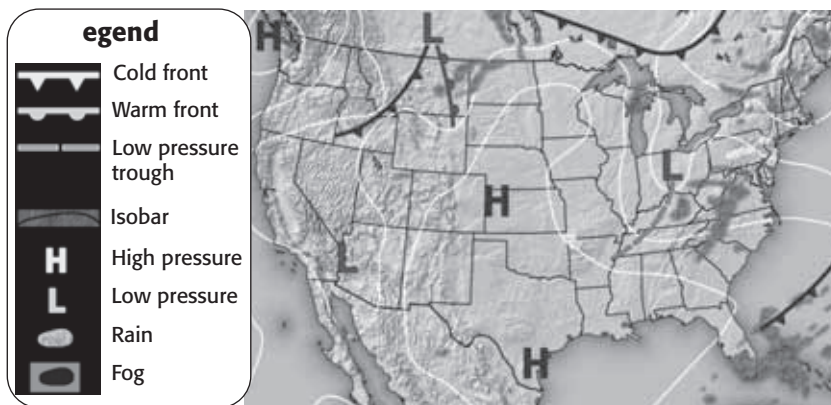 egend
Cold front
Warm front
Low pressure
trough
Isobar
H High pressure
L Low pressure
Rain
Fog
H
L
L
H
L
H